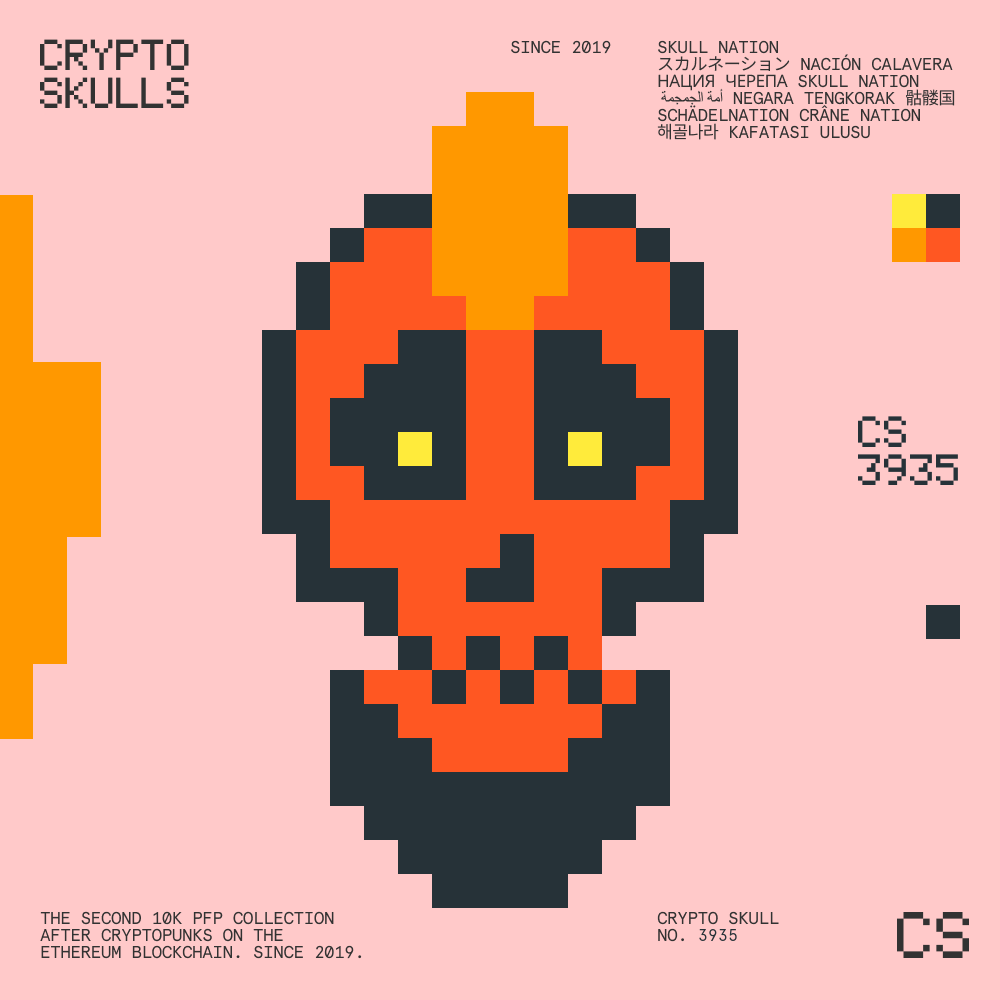 CRYPTO
SKULLS
SINCE 2019
SKULL NATION
スカルネーション NACIÓN CALAVERA
НАЦИЯ ЧЕРЕПА SKULL NATION
أمة الجمجمة NEGARA TENGKORAK 骷髅国
SCHÄDELNATION CRÂNE NATION
해골나라 KAFATASI ULUSU
CS
3935
THE SECOND 10K PFP COLLECTION
AFTER CRYPTOPUNKS ON THE
ETHEREUM BLOCKCHAIN. SINCE 2019.
CRYPTO SKULL
NO. 3935
CS